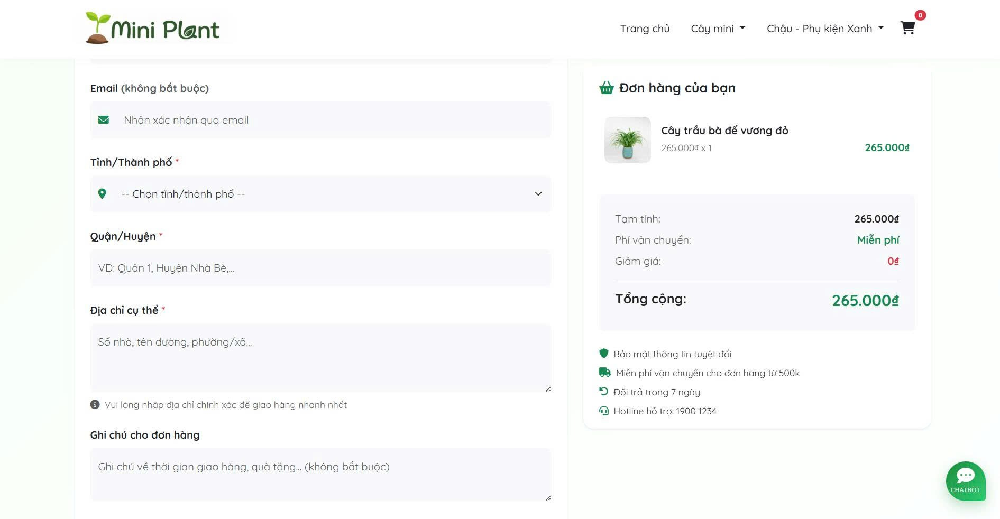 Mini Plant
Trang chủ
Cây mini
Chậu - Phụ kiện Xanh
0
Email (không bắt buộc)
Nhận xác nhận qua email
Tỉnh/Thành phố *
-- Chọn tỉnh/thành phố --
Quận/Huyện *
VD: Quận 1, Huyện Nhà Bè,...
Địa chỉ cụ thể *
Số nhà, tên đường, phường/xã...
Vui lòng nhập địa chỉ chính xác để giao hàng nhanh nhất
Ghi chú cho đơn hàng
Ghi chú về thời gian giao hàng, quà tặng... (không bắt buộc)
Đơn hàng của bạn
Cây trầu bà đế vương đỏ
265.000₫ x 1
265.000₫
Tạm tính: 265.000₫
Phí vận chuyển: Miễn phí
Giảm giá: 0₫
Tổng cộng: 265.000₫
Bảo mật thông tin tuyệt đối
Miễn phí vận chuyển cho đơn hàng từ 500k
Đổi trả trong 7 ngày
Hotline hỗ trợ: 1900 1234
CHATBOT